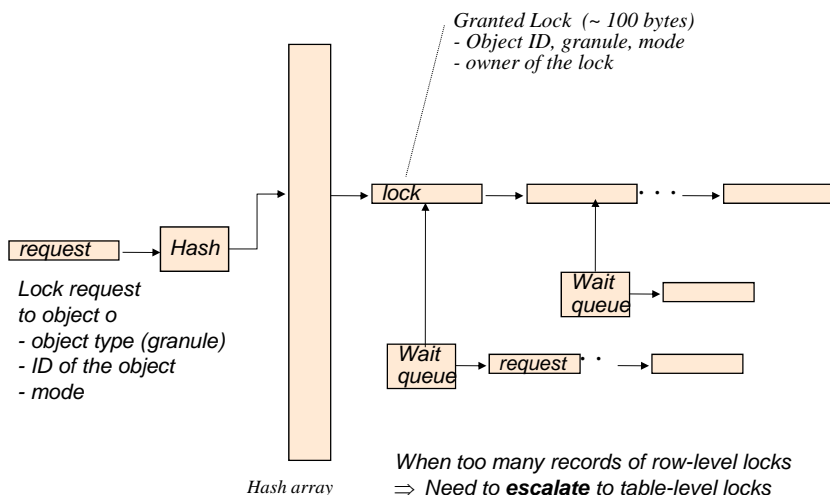 Granted Lock (~ 100 bytes)
- Object ID, granule, mode
- owner of the lock
lock
request
Hash
Lock request
to object o
- object type (granule)
- ID of the object
- mode
Wait
queue
Wait
queue
request
Hash array
When too many records of row-level locks
⇒ Need to escalate to table-level locks